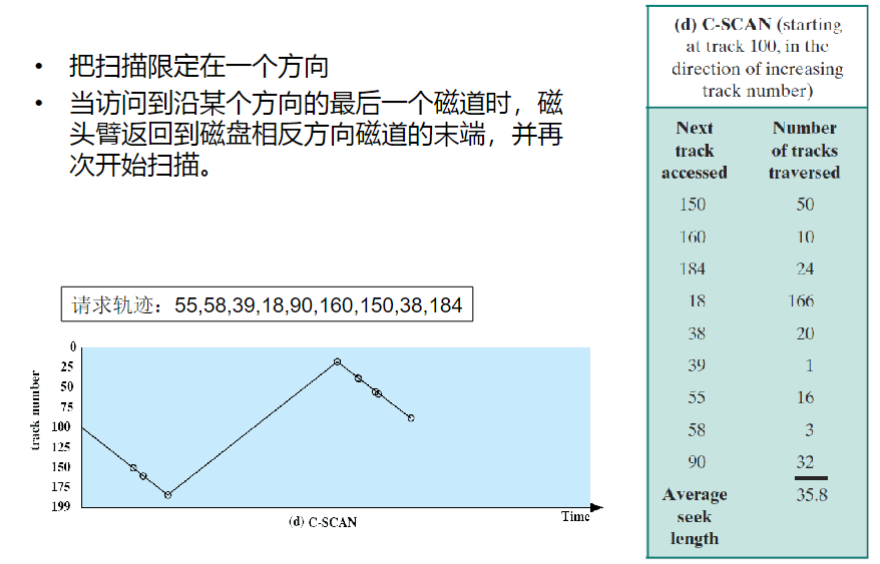 • 把扫描限定在一个方向
• 当访问到沿某个方向的最后一个磁道时，磁
头臂返回到磁盘相反方向磁道的末端，并再
次开始扫描。
请求轨迹：55,58,39,18,90,160,150,38,184
track number
0
25
50
75
100
125
150
175
199
Time
(d) C-SCAN
(d) C-SCAN (starting
at track 100, in the
direction of increasing
track number)
Next track accessed Number of tracks traversed
150 50
160 10
184 24
18 166
38 20
39 1
55 16
58 3
90 32
Average seek length 35.8